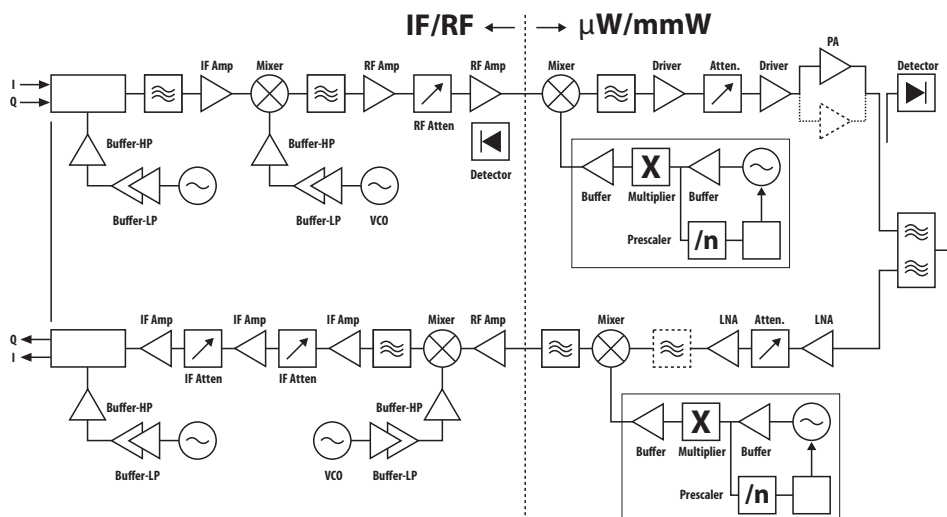 IF/RF
µW/mmW
I
Q
IF Amp
Mixer
RF Amp
RF Atten
RF Amp
Detector
Buffer-HP
Buffer-LP
Buffer-HP
Buffer-LP
VCO
Mixer
Driver
Atten.
Driver
PA
Detector
Buffer
X
Multiplier
Buffer
Prescaler
/n
Q
I
IF Amp
IF Atten
IF Amp
IF Atten
IF Amp
Mixer
RF Amp
Buffer-HP
Buffer-LP
VCO
Buffer-HP
Buffer-LP
Mixer
LNA
Atten.
LNA
Buffer
X
Multiplier
Buffer
Prescaler
/n